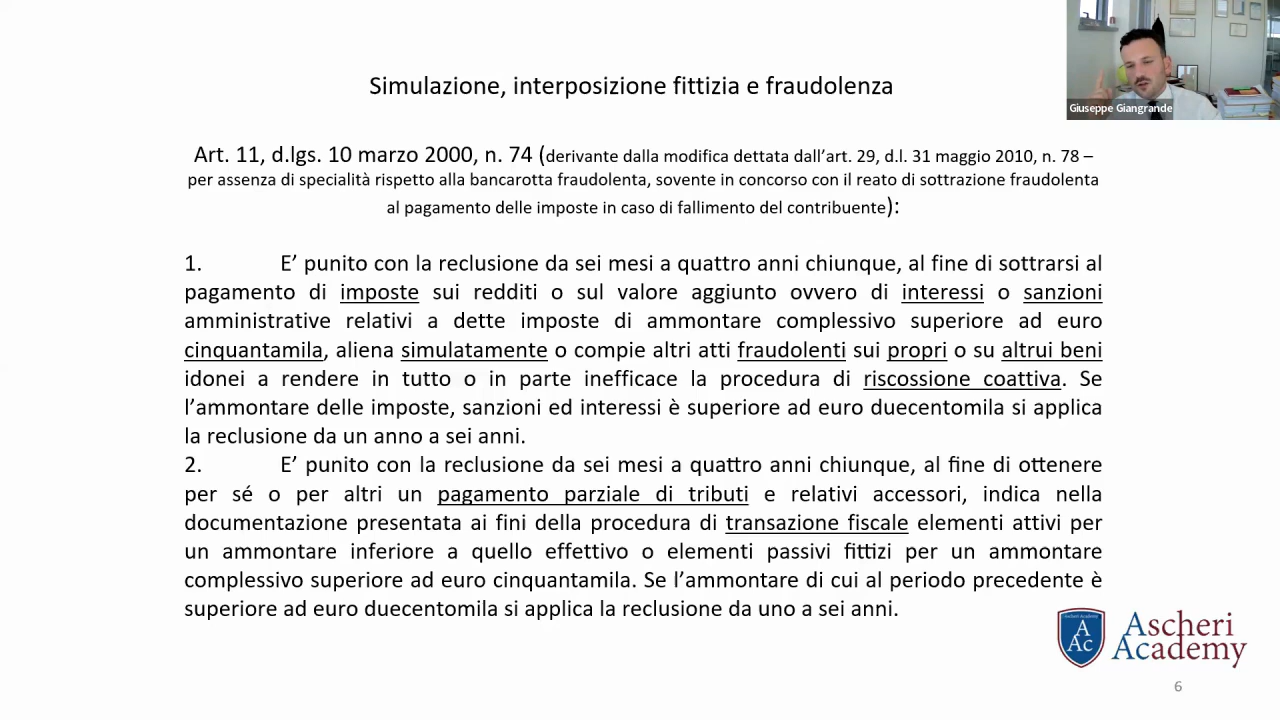 Giuseppe Giangrande
Simulazione, interposizione fittizia e fraudolenza
Art. 11, d.lgs. 10 marzo 2000, n. 74 (derivante dalla modifica dettata dall’art. 29, d.l. 31 maggio 2010, n. 78 –
per assenza di specialità rispetto alla bancarotta fraudolenta, sovente in concorso con il reato di sottrazione fraudolenta
al pagamento delle imposte in caso di fallimento del contribuente):
1. E’ punito con la reclusione da sei mesi a quattro anni chiunque, al fine di sottrarsi al
pagamento di imposte sui redditi o sul valore aggiunto ovvero di interessi o sanzioni
amministrative relativi a dette imposte di ammontare complessivo superiore ad euro
cinquantamila, aliena simulatamente o compie altri atti fraudolenti sui propri o su altrui beni
idonei a rendere in tutto o in parte inefficace la procedura di riscossione coattiva. Se
l’ammontare delle imposte, sanzioni ed interessi è superiore ad euro duecentomila si applica
la reclusione da un anno a sei anni.
2. E’ punito con la reclusione da sei mesi a quattro anni chiunque, al fine di ottenere
per sé o per altri un pagamento parziale di tributi e relativi accessori, indica nella
documentazione presentata ai fini della procedura di transazione fiscale elementi attivi per
un ammontare inferiore a quello effettivo o elementi passivi fittizi per un ammontare
complessivo superiore ad euro cinquantamila. Se l’ammontare di cui al periodo precedente è
superiore ad euro duecentomila si applica la reclusione da uno a sei anni.
Ascheri Academy
A
Ac
Ascheri
Academy
6